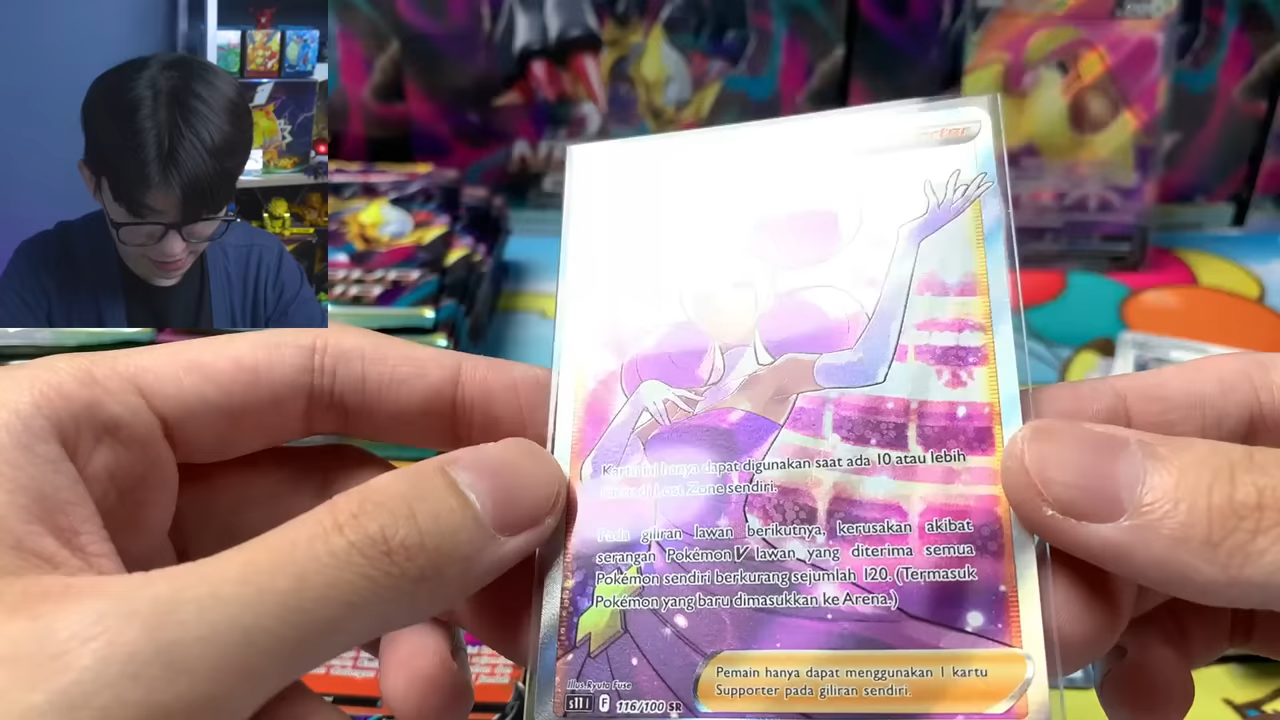 Kartu ini hanya dapat digunakan saat ada 10 atau lebih
Lost Zone sendiri.
Pada giliran lawan berikutnya, kerusakan akibat
serangan Pokémon V lawan yang diterima semua
Pokémon sendiri berkurang sejumlah 120. (Termasuk
Pokémon yang baru dimasukkan ke Arena.)
Pemain hanya dapat menggunakan 1 kartu
Supporter pada giliran sendiri.
Illus. Ryuta Fuse
s11 I F 116/100 SR